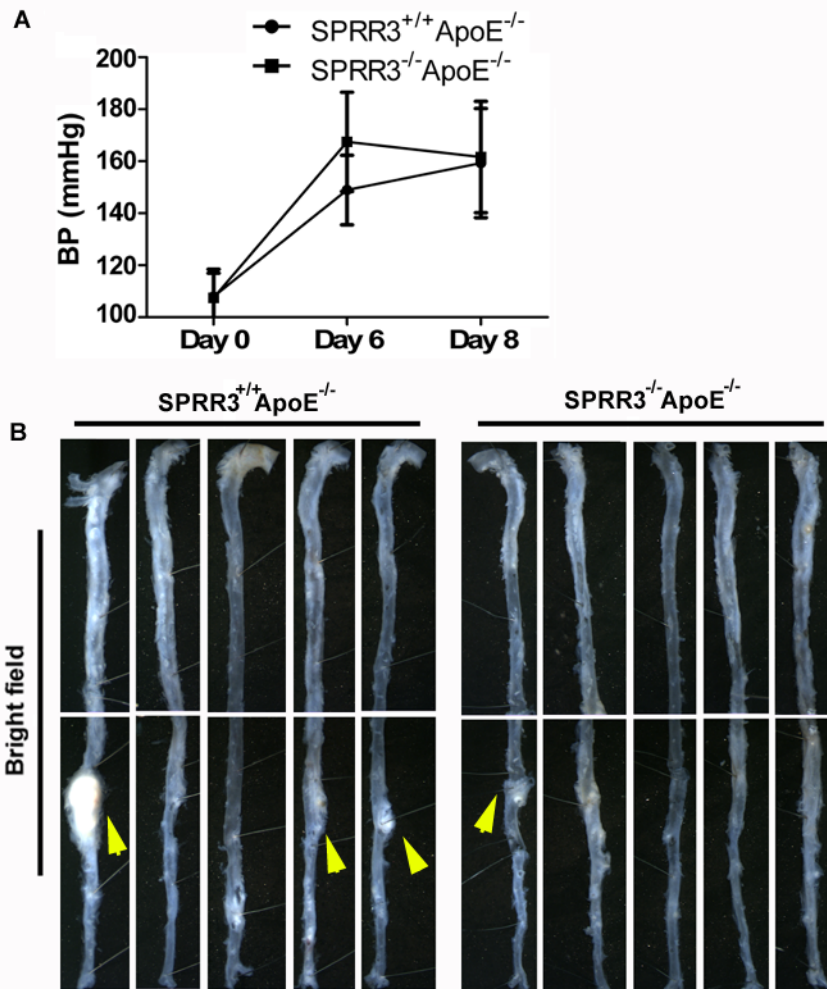 A
SPRR3+/+ApoE-/-
SPRR3-/-ApoE-/-
200
180
160
140
120
100
BP (mmHg)
Day 0 Day 6 Day 8
SPRR3+/+ApoE-/- SPRR3-/-ApoE-/-
B
Bright field